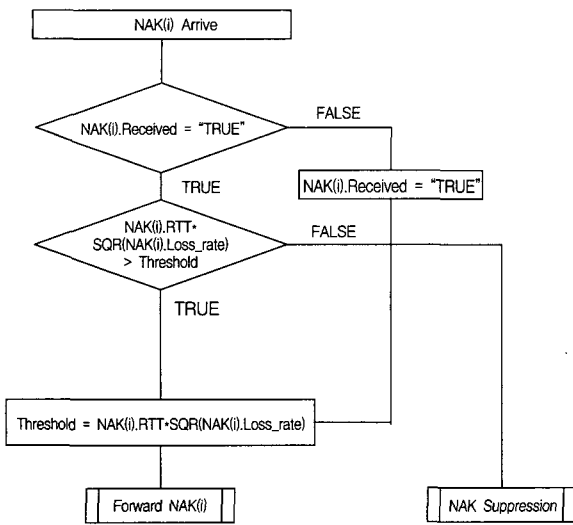 NAK(i) Arrive
NAK(i).Received = "TRUE"
FALSE
TRUE
NAK(i).Received = "TRUE"
NAK(i).RTT*
SQR(NAK(i).Loss_rate)
> Threshold
FALSE
TRUE
Threshold = NAK(i).RTT*SQR(NAK(i).Loss_rate)
Forward NAK(i)
NAK Suppression